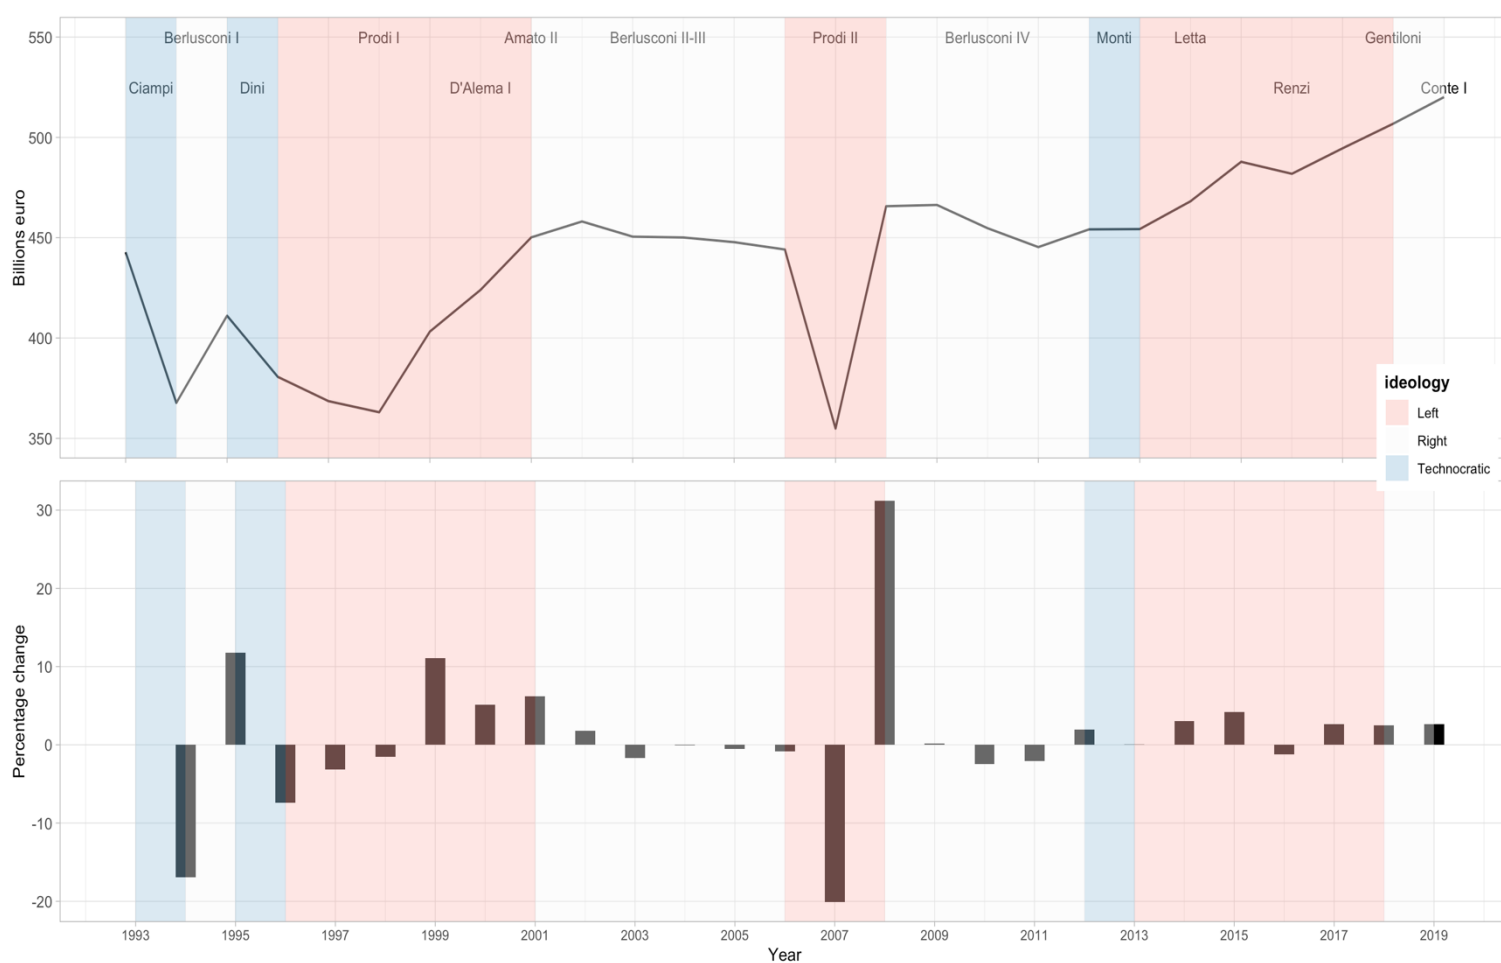 550
Berlusconi I
Prodi I
Amato II
Berlusconi II-III
Prodi II
Berlusconi IV
Monti
Letta
Gentiloni
Ciampi
Dini
D'Alema I
Renzi
Conte I
500
450
400
350
Billions euro
ideology
Left
Right
Technocratic
30
20
10
0
-10
-20
Percentage change
1993
1995
1997
1999
2001
2003
2005
2007
2009
2011
2013
2015
2017
2019
Year